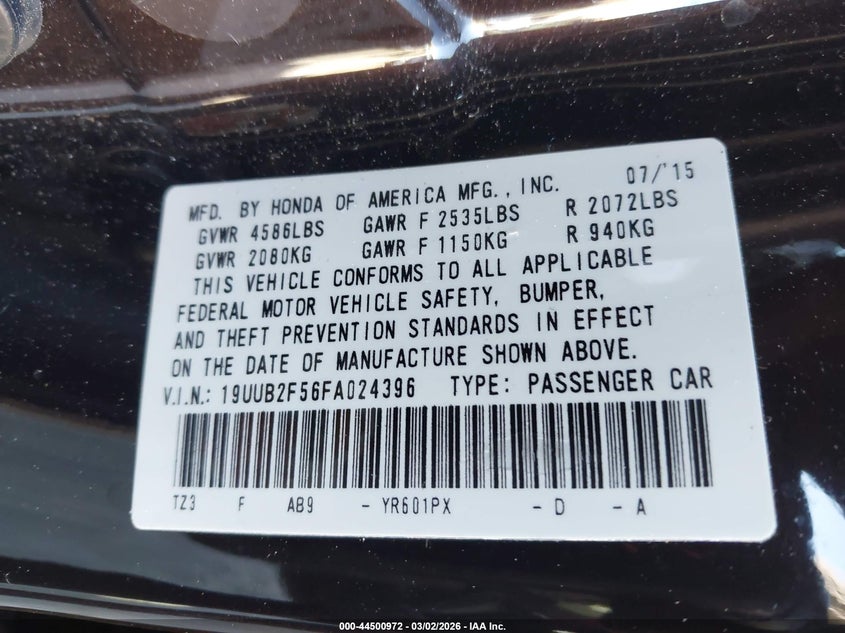 07/'15
MFD. BY HONDA OF AMERICA MFG., INC.
GVWR 4586LBS GAWR F 2535LBS R 2072LBS
GVWR 2080KG GAWR F 1150KG R 940KG
THIS VEHICLE CONFORMS TO ALL APPLICABLE
FEDERAL MOTOR VEHICLE SAFETY, BUMPER,
AND THEFT PREVENTION STANDARDS IN EFFECT
ON THE DATE OF MANUFACTURE SHOWN ABOVE.
V.I.N.: 19UUB2F56FA024396 TYPE: PASSENGER CAR
TZ3 F AB9 - YR601PX - D - A
000-44500972 - 03/02/2026 - IAA Inc.